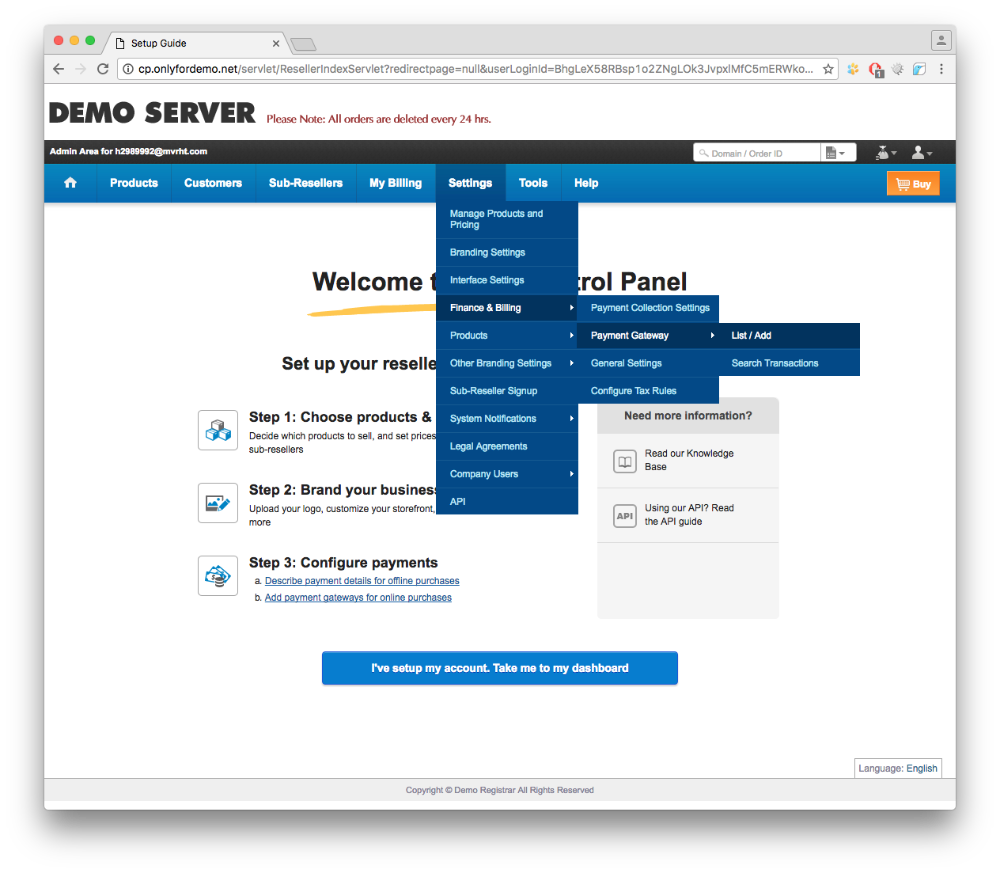 Setup Guide
cp.onlyfordemo.net/servlet/ResellerIndexServlet?redirectpage=null&userLoginId=BhgLeX58RBsp1o2ZNgLOk3JvpxlMfC5mERWko...
1
DEMO SERVER Please Note: All orders are deleted every 24 hrs.
Admin Area for h2989992@mvrht.com
Domain / Order ID
Products Customers Sub-Resellers My Billing Settings Tools Help Buy
Manage Products and
Pricing
Branding Settings
Interface Settings
Finance & Billing
Products
Other Branding Settings
Sub-Reseller Signup
System Notifications
Legal Agreements
Company Users
API
Payment Collection Settings
Payment Gateway
General Settings
Configure Tax Rules
List / Add
Search Transactions
Welcome t trol Panel
Set up your reselle
Step 1: Choose products &
Decide which products to sell, and set prices
sub-resellers
Step 2: Brand your business
Upload your logo, customize your storefront,
more
Step 3: Configure payments
a. Describe payment details for offline purchases
b. Add payment gateways for online purchases
Need more information?
Read our Knowledge
Base
API
Using our API? Read
the API guide
I've setup my account. Take me to my dashboard
Language: English
Copyright © Demo Registrar All Rights Reserved